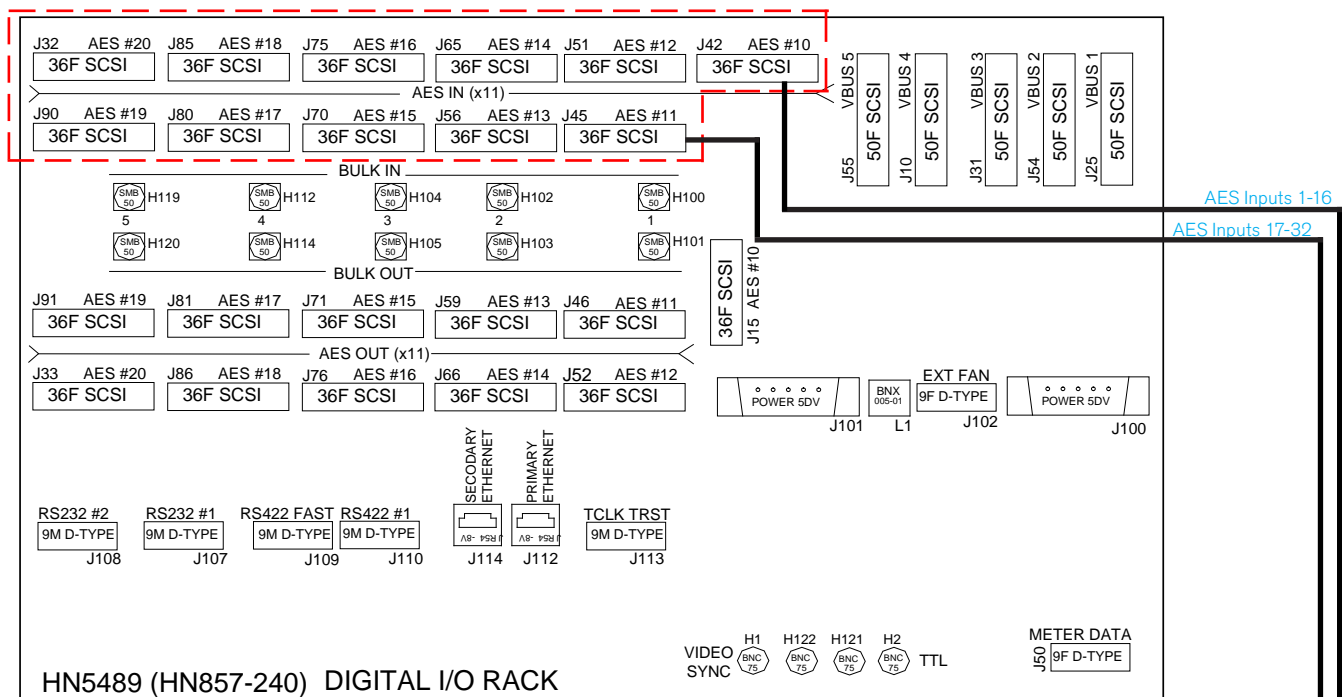 J32 AES #20 J85 AES #18 J75 AES #16 J65 AES #14 J51 AES #12 J42 AES #10
36F SCSI 36F SCSI 36F SCSI 36F SCSI 36F SCSI 36F SCSI
AES IN (x11)
J90 AES #19 J80 AES #17 J70 AES #15 J56 AES #13 J45 AES #11
36F SCSI 36F SCSI 36F SCSI 36F SCSI 36F SCSI
J55 VBUS 5 50F SCSI
J10 VBUS 4 50F SCSI
J31 VBUS 3 50F SCSI
J54 VBUS 2 50F SCSI
J25 VBUS 1 50F SCSI
AES Inputs 1-16
AES Inputs 17-32
BULK IN
SMB 50 H119 SMB 50 H112 SMB 50 H104 SMB 50 H102 SMB 50 H100
5 4 3 2 1
SMB 50 H120 SMB 50 H114 SMB 50 H105 SMB 50 H103 SMB 50 H101
BULK OUT
36F SCSI
J15 AES #10
J91 AES #19 J81 AES #17 J71 AES #15 J59 AES #13 J46 AES #11
36F SCSI 36F SCSI 36F SCSI 36F SCSI 36F SCSI
AES OUT (x11)
J33 AES #20 J86 AES #18 J76 AES #16 J66 AES #14 J52 AES #12
36F SCSI 36F SCSI 36F SCSI 36F SCSI 36F SCSI
POWER 5DV
J101
BNX
005-01
L1
EXT FAN
9F D-TYPE
J102
POWER 5DV
J100
RS232 #2
9M D-TYPE
J108
RS232 #1
9M D-TYPE
J107
RS422 FAST
9M D-TYPE
J109
RS422 #1
9M D-TYPE
J110
SECODARY
ETHERNET
RJ54 -8V
J114
PRIMARY
ETHERNET
RJ54 -8V
J112
TCLK TRST
9M D-TYPE
J113
VIDEO
SYNC
H1 H122 H121 H2
BNC 75 BNC 75 BNC 75 BNC 75
TTL
METER DATA
J50 9F D-TYPE
HN5489 (HN857-240) DIGITAL I/O RACK